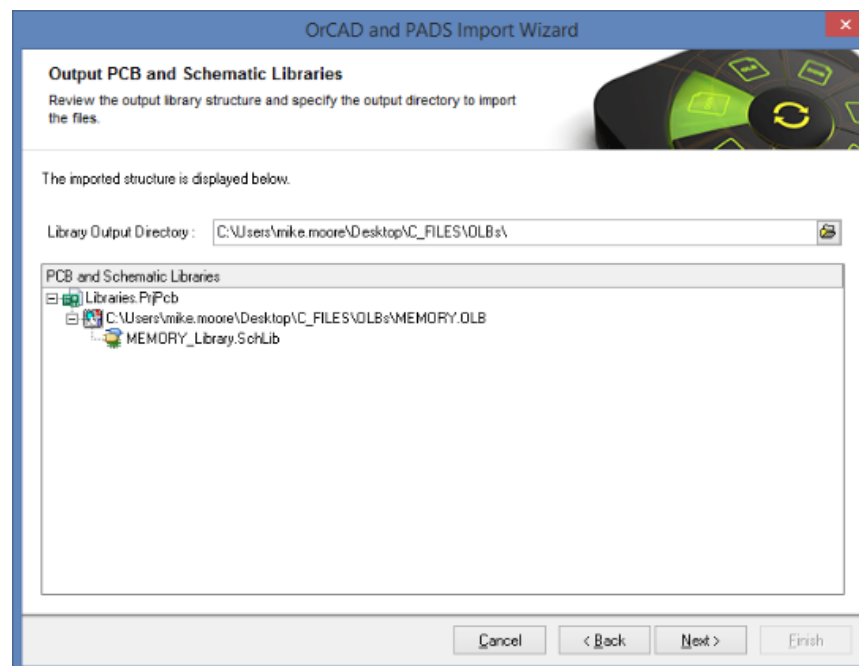 OrCAD and PADS Import Wizard
Output PCB and Schematic Libraries
Review the output library structure and specify the output directory to import
the files.
The imported structure is displayed below.
Library Output Directory : C:\Users\mike.moore\Desktop\C_FILES\OLBs\
PCB and Schematic Libraries
Libraries.PrjPcb
C:\Users\mike.moore\Desktop\C_FILES\OLBs\MEMORY.OLB
MEMORY_Library.SchLib
Cancel < Back Next > Finish